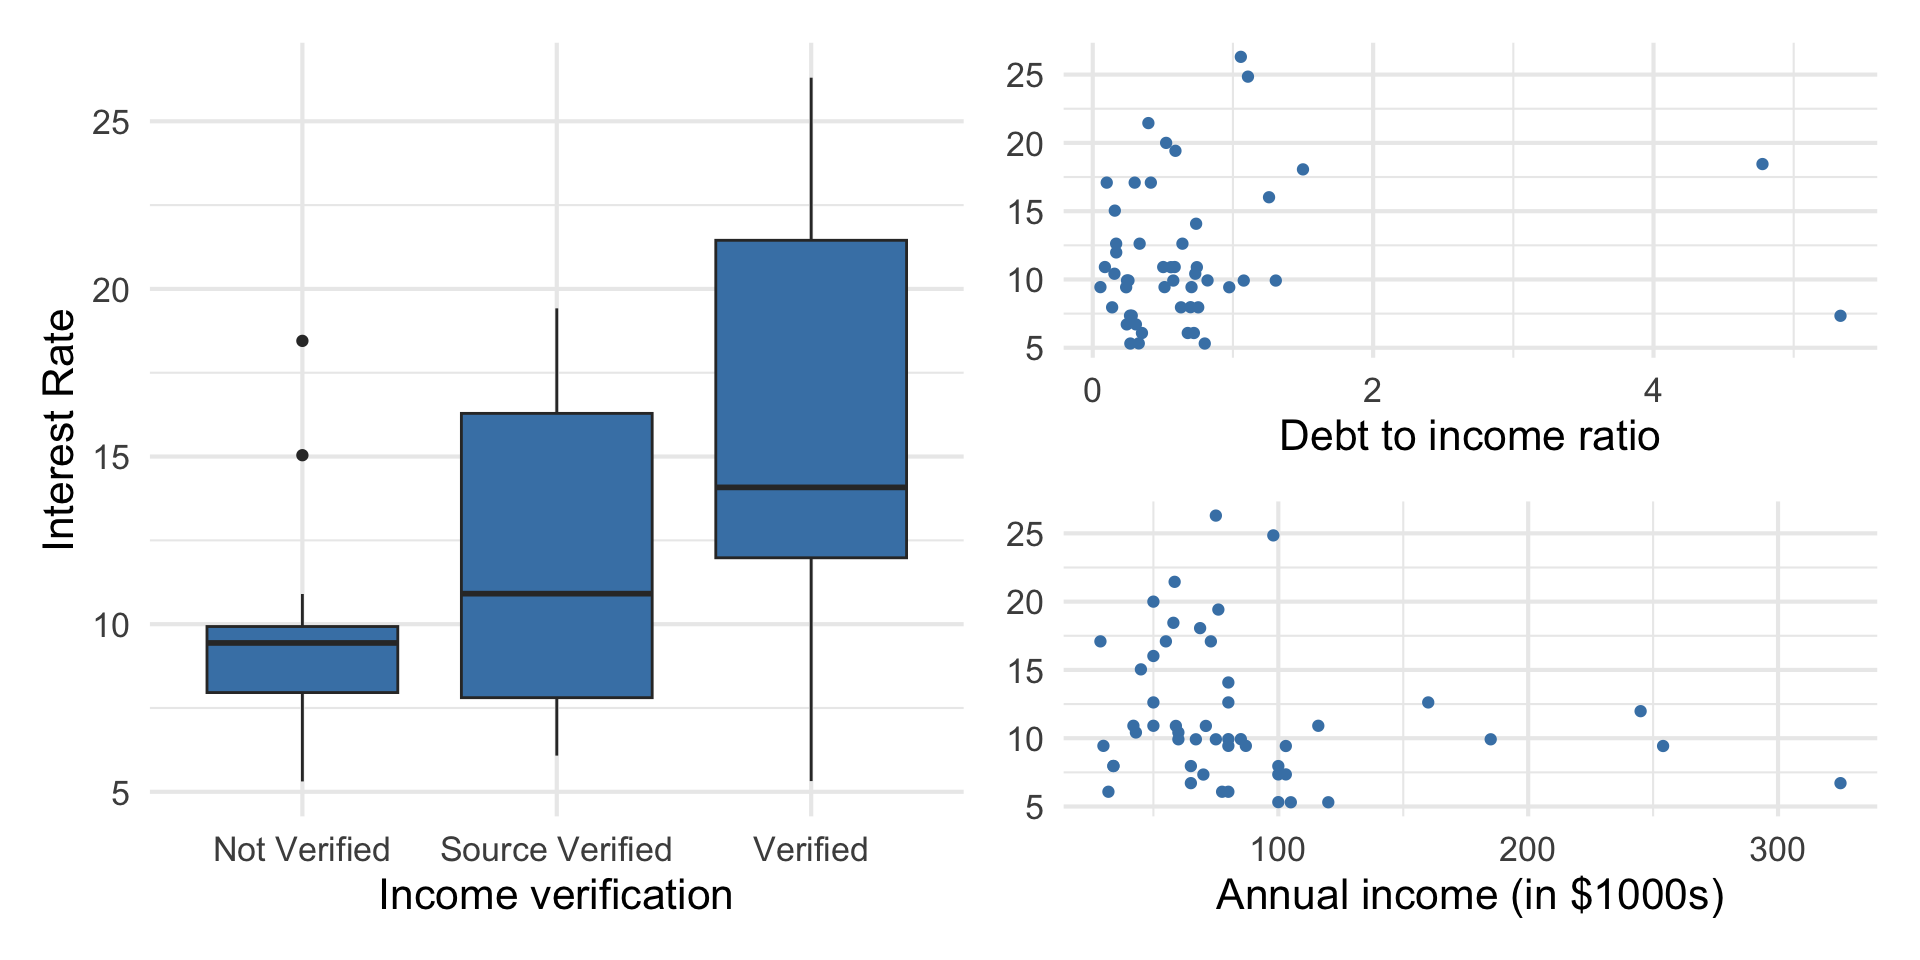 Interest Rate
25
20
15
10
5
Not Verified Source Verified Verified
Income verification
25
20
15
10
5
0 2 4
Debt to income ratio
25
20
15
10
5
100 200 300
Annual income (in $1000s)